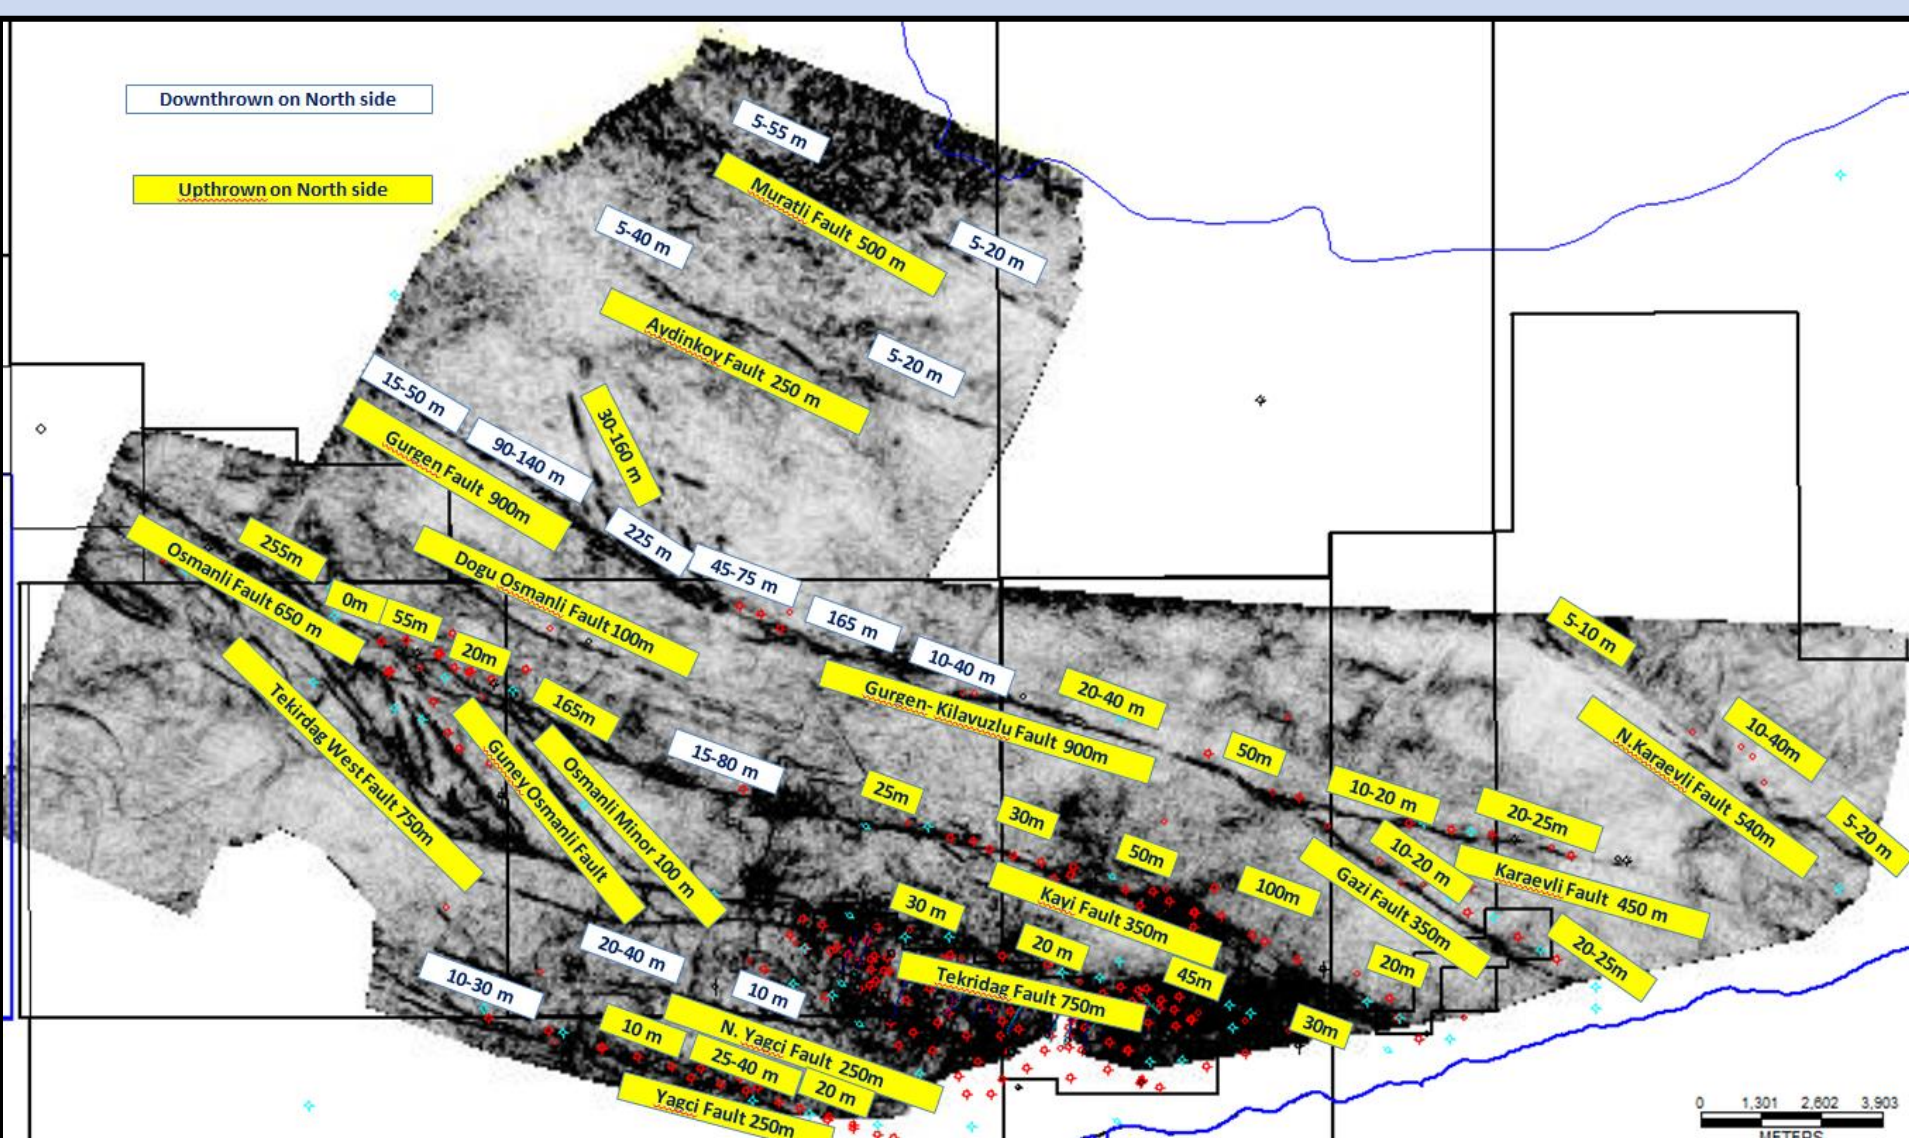 Downthrown on North side
5-55 m
Upthrown on North side
Muratli Fault 500 m
5-40 m
5-20 m
Aydinkoy Fault 250 m
5-20 m
15-50 m
30-160 m
90-140 m
Gurgen Fault 900m
225 m
45-75 m
255m
Osmanli Fault 650 m
Dogu Osmanli Fault 100m
0m
55m
20m
165 m
10-40 m
5-10 m
Gurgen- Kilavuzlu Fault 900m
20-40 m
165m
Tekirdag West Fault 750m
Guney Osmanli Fault
Osmanli Minor 100 m
15-80 m
50m
N.Karaevli Fault 540m
10-40m
25m
30m
10-20 m
20-25m
5-20 m
50m
10-20 m
Karaevli Fault 450 m
Gazi Fault 350m
100m
Kayi Fault 350m
30 m
20 m
20-40 m
20m
20-25m
10-30 m
10 m
Tekridag Fault 750m
45m
30m
10 m
N. Yagci Fault 250m
25-40 m
20 m
Yagci Fault 250m
0 1,301 2,602 3,903
METERS